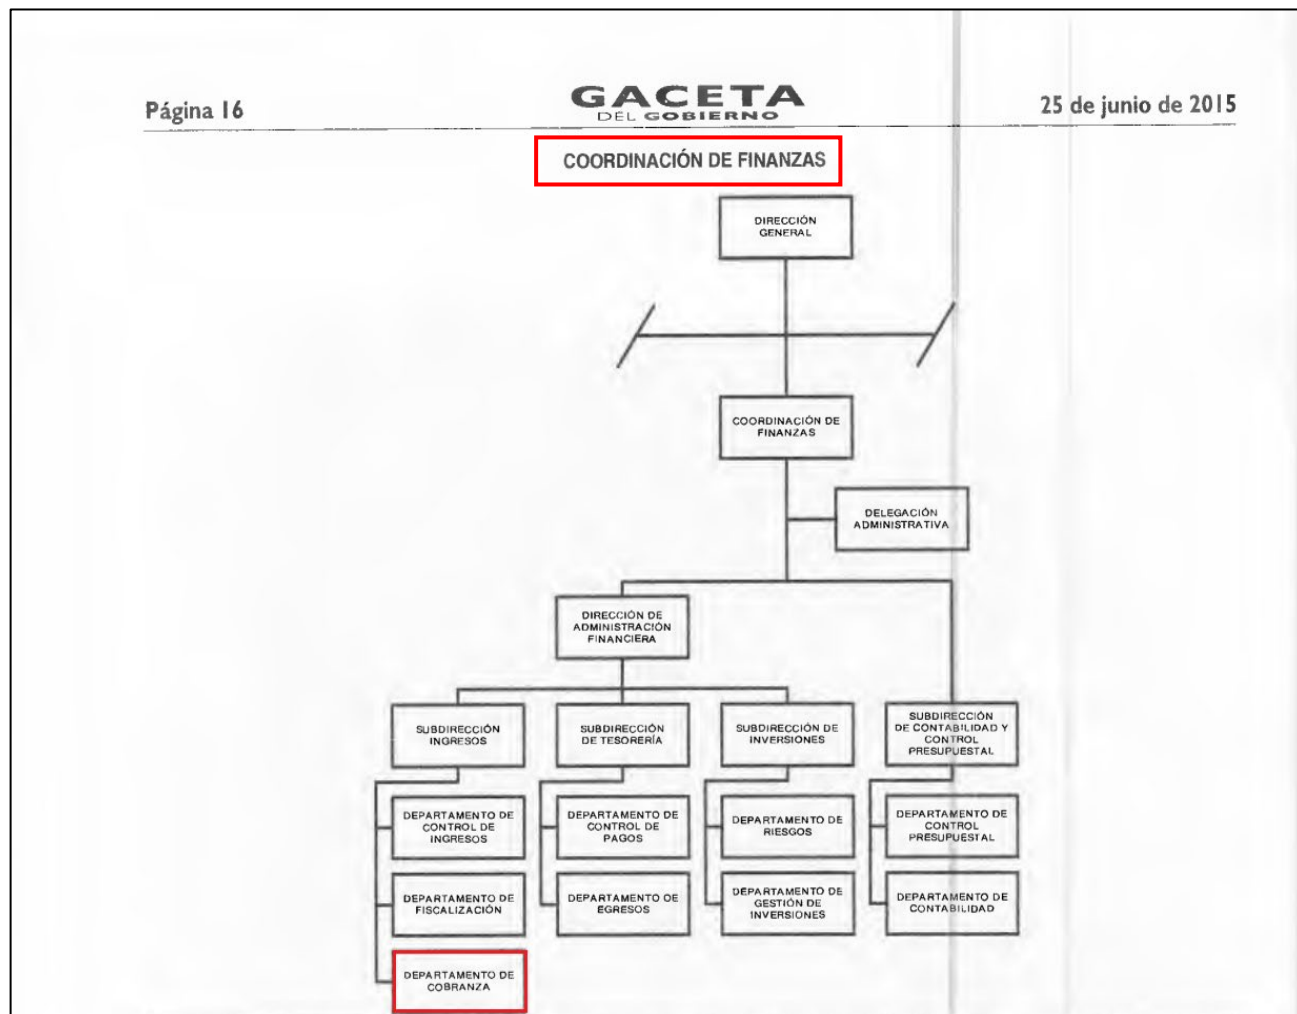 Página 16
GACETA
DEL GOBIERNO
25 de junio de 2015
COORDINACIÓN DE FINANZAS
DIRECCIÓN
GENERAL
COORDINACIÓN DE
FINANZAS
DELEGACIÓN
ADMINISTRATIVA
DIRECCIÓN DE
ADMINISTRACIÓN
FINANCIERA
SUBDIRECCIÓN
INGRESOS
SUBDIRECCIÓN
DE TESORERÍA
SUBDIRECCIÓN DE
INVERSIONES
SUBDIRECCIÓN
DE CONTABILIDAD Y
CONTROL
PRESUPUESTAL
DEPARTAMENTO DE
CONTROL DE
INGRESOS
DEPARTAMENTO DE
CONTROL DE
PAGOS
DEPARTAMENTO DE
RIESGOS
DEPARTAMENTO DE
CONTROL
PRESUPUESTAL
DEPARTAMENTO DE
FISCALIZACIÓN
DEPARTAMENTO DE
EGRESOS
DEPARTAMENTO DE
GESTIÓN DE
INVERSIONES
DEPARTAMENTO DE
CONTABILIDAD
DEPARTAMENTO DE
COBRANZA